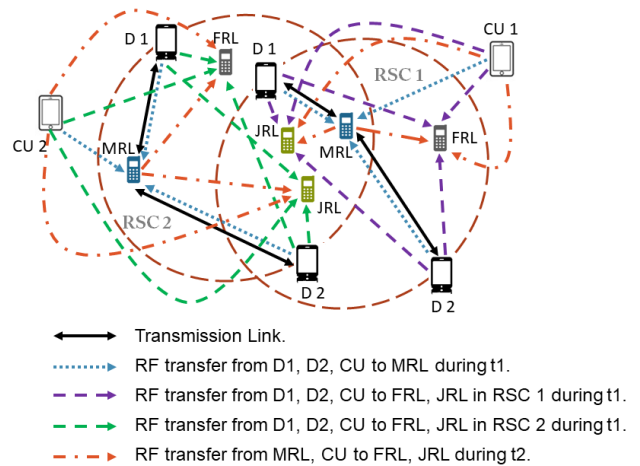 D 1
FRL
D 1
CU 1
RSC 1
JRL
MRL
FRL
CU 2
MRL
JRL
RSC 2
D 2
D 2
Transmission Link.
RF transfer from D1, D2, CU to MRL during t1.
RF transfer from D1, D2, CU to FRL, JRL in RSC 1 during t1.
RF transfer from D1, D2, CU to FRL, JRL in RSC 2 during t1.
RF transfer from MRL, CU to FRL, JRL during t2.